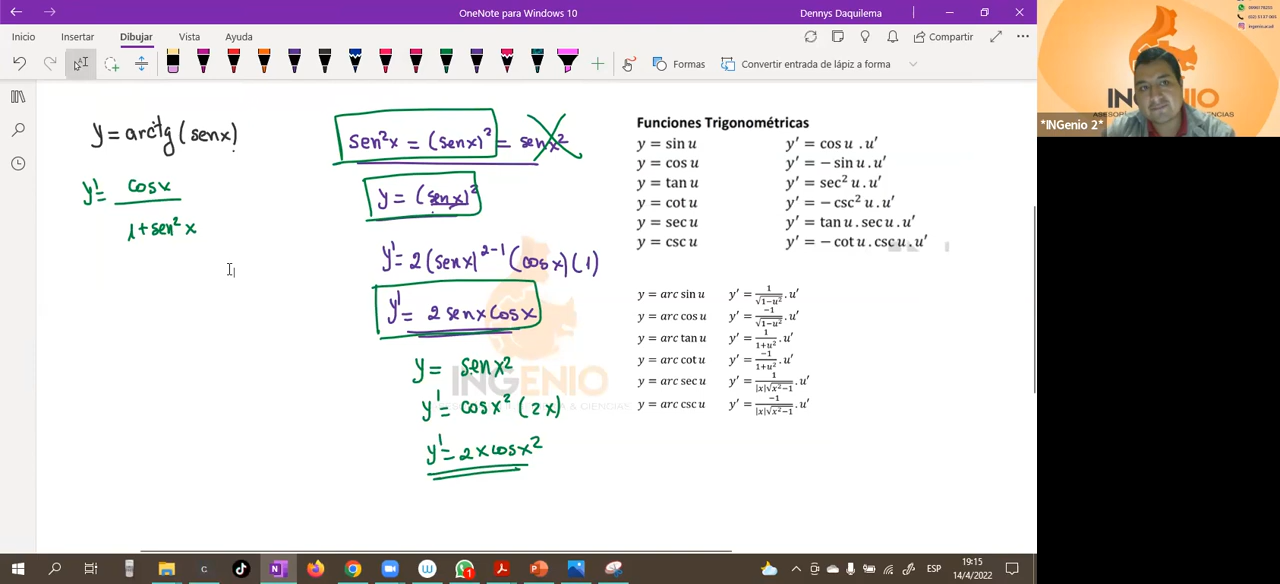 OneNote para Windows 10
Dennys Daquilema
Inicio Insertar Dibujar Vista Ayuda
Compartir
Formas
Convertir entrada de lápiz a forma
y = arctg (senx)
y' = cosx / 1+sen²x
sen²x = (senx)² = senx²
y = (senx)²
y' = 2(senx)²⁻¹ (cosx)(1)
y' = 2 senx cosx
y = senx²
y' = cosx² (2x)
y' = 2xcosx²
INGENIO
Funciones Trigonométricas
y = sin u y′ = cos u . u′
y = cos u y′ = − sin u . u′
y = tan u y′ = sec² u . u′
y = cot u y′ = − csc² u . u′
y = sec u y′ = tan u . sec u . u′
y = csc u y′ = − cot u . csc u . u′
y = arc sin u y′ = 1/√1−u² . u′
y = arc cos u y′ = −1/√1−u² . u′
y = arc tan u y′ = 1/1+u² . u′
y = arc cot u y′ = −1/1+u² . u′
y = arc sec u y′ = 1/|x|√x²−1 . u′
y = arc csc u y′ = −1/|x|√x²−1 . u′
*INGenio 2*
ESP
19:15
14/4/2022